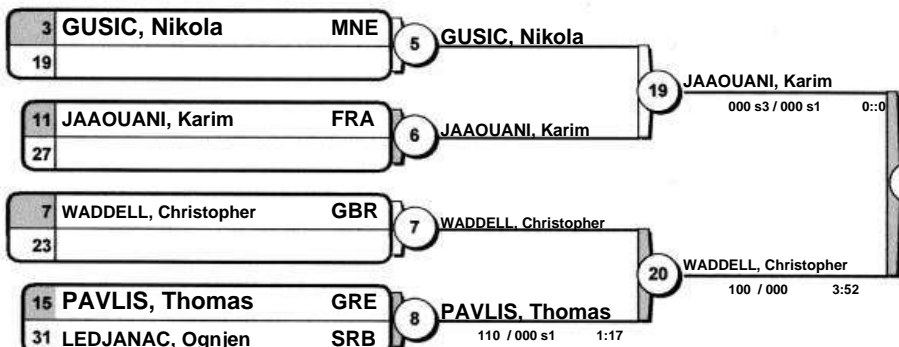 3 GUSIC, Nikola MNE
19
5 GUSIC, Nikola
11 JAAOUANI, Karim FRA
27
6 JAAOUANI, Karim
19 JAAOUANI, Karim
000 s3 / 000 s1 0::0
7 WADDELL, Christopher GBR
23
7 WADDELL, Christopher
15 PAVLIS, Thomas GRE
31 LEDJANAC, Ognjen SRB
8 PAVLIS, Thomas
110 / 000 s1 1:17
20 WADDELL, Christopher
100 / 000 3:52